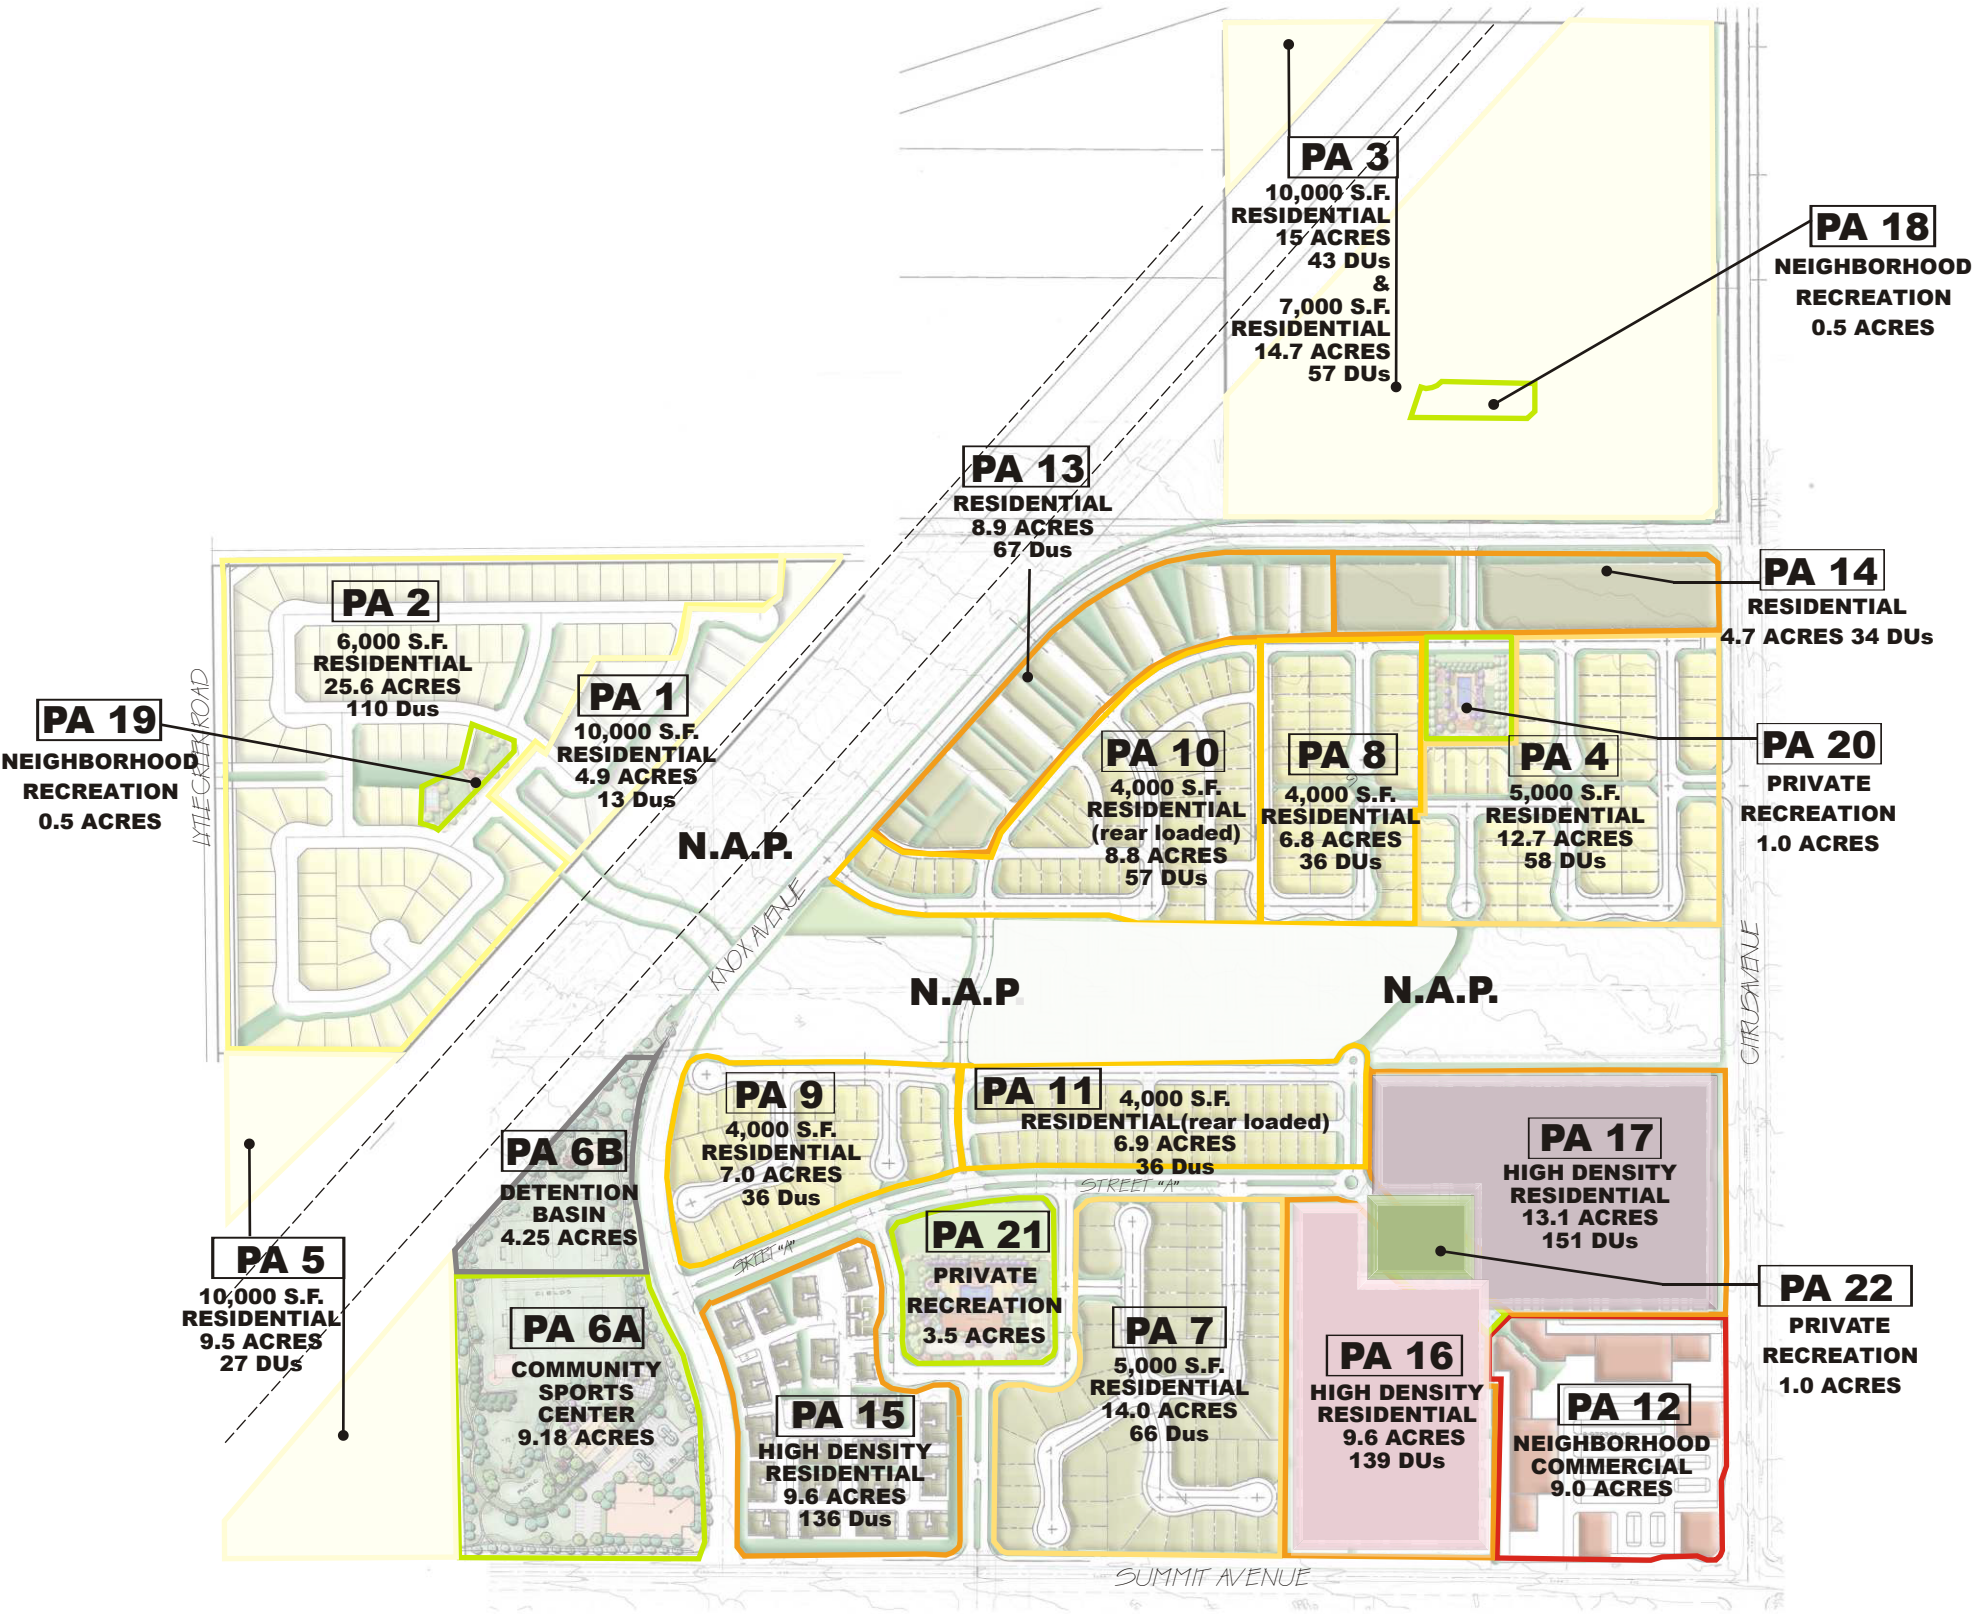 PA 3
10,000 S.F.
RESIDENTIAL
15 ACRES
43 DUs
&
7,000 S.F.
RESIDENTIAL
14.7 ACRES
57 DUs
PA 18
NEIGHBORHOOD
RECREATION
0.5 ACRES
PA 13
RESIDENTIAL
8.9 ACRES
67 Dus
PA 14
RESIDENTIAL
4.7 ACRES 34 DUs
PA 2
6,000 S.F.
RESIDENTIAL
25.6 ACRES
110 Dus
PA 1
10,000 S.F.
RESIDENTIAL
4.9 ACRES
13 Dus
PA 19
NEIGHBORHOOD
RECREATION
0.5 ACRES
LYTLE CREEK ROAD
N.A.P.
KNOX AVENUE
PA 10
4,000 S.F.
RESIDENTIAL
(rear loaded)
8.8 ACRES
57 DUs
PA 8
4,000 S.F.
RESIDENTIAL
6.8 ACRES
36 DUs
PA 4
5,000 S.F.
RESIDENTIAL
12.7 ACRES
58 DUs
PA 20
PRIVATE
RECREATION
1.0 ACRES
N.A.P
N.A.P.
CITRUS AVENUE
PA 9
4,000 S.F.
RESIDENTIAL
7.0 ACRES
36 Dus
PA 11
4,000 S.F.
RESIDENTIAL(rear loaded)
6.9 ACRES
36 Dus
STREET "A"
PA 17
HIGH DENSITY
RESIDENTIAL
13.1 ACRES
151 DUs
PA 6B
DETENTION
BASIN
4.25 ACRES
STREET "A"
PA 21
PRIVATE
RECREATION
3.5 ACRES
PA 5
10,000 S.F.
RESIDENTIAL
9.5 ACRES
27 DUs
PA 6A
COMMUNITY
SPORTS
CENTER
9.18 ACRES
PA 7
5,000 S.F.
RESIDENTIAL
14.0 ACRES
66 Dus
PA 22
PRIVATE
RECREATION
1.0 ACRES
PA 15
HIGH DENSITY
RESIDENTIAL
9.6 ACRES
136 Dus
PA 16
HIGH DENSITY
RESIDENTIAL
9.6 ACRES
139 DUs
PA 12
NEIGHBORHOOD
COMMERCIAL
9.0 ACRES
SUMMIT AVENUE